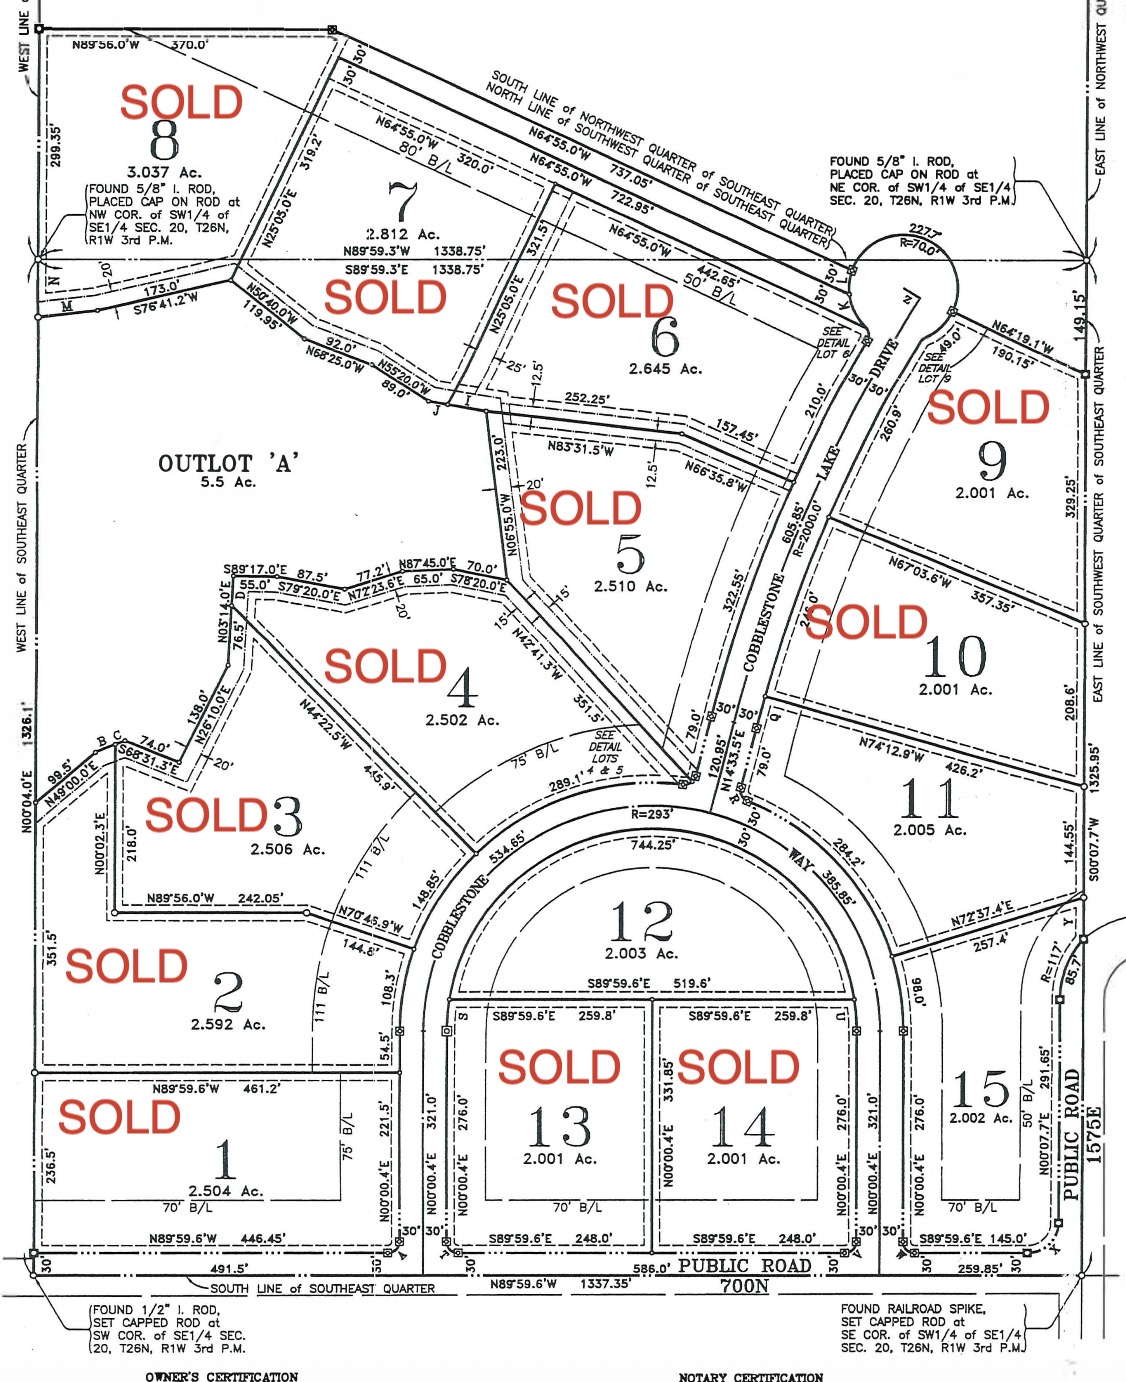 WEST LINE of
N89°56.0'W 370.0'
30' 30'
SOUTH LINE of NORTHWEST QUARTER of SOUTHEAST QUARTER
NORTH LINE of SOUTHWEST QUARTER of SOUTHEAST QUARTER
N64°55.0'W 737.05'
N64°55.0'W 722.95'
EAST LINE of NORTHWEST QU
SOLD
8
3.037 Ac.
299.35'
FOUND 5/8" I. ROD,
PLACED CAP ON ROD at
NW COR. of SW1/4 of
SE1/4 SEC. 20, T26N,
R1W 3rd P.M.
N
M
20'
173.0'
S76°41.2'W
319.2'
N25°05.0'E
N64°55.0'W 320.0'
80' B/L
7
2.812 Ac.
N89°59.3'W 1338.75'
S89°59.3'E 1338.75'
SOLD
N50°40.0'W
119.95'
92.0'
N68°25.0'W
N55°20.0'W
89.0'
J I
321.5'
N25°05.0'E
25'
12.5'
N64°55.0'W
442.65'
50' B/L
SOLD
6
2.645 Ac.
SEE
DETAIL
LOT 6
252.25'
157.45'
210.0'
30' 30'
K
FOUND 5/8" I. ROD,
PLACED CAP ON ROD at
NE COR. of SW1/4 of SE1/4
SEC. 20, T26N, R1W 3rd P.M.
227.7'
R=70.0'
N
30' 30'
LAKE DRIVE
49.0'
SEE
DETAIL
LOT 9
N64°19.1'W
190.15'
149.15'
SOLD
9
2.001 Ac.
260.9'
329.25'
EAST LINE of SOUTHWEST QUARTER of SOUTHEAST QUARTER
WEST LINE of SOUTHEAST QUARTER
OUTLOT 'A'
5.5 Ac.
223.0'
N06°55.0'W
20'
N83°31.5'W
12.5'
N66°35.8'W
SOLD
5
2.510 Ac.
15'
322.55'
605.85'
R=2000.0'
COBBLESTONE
N67°03.6'W
357.35'
SOLD
10
2.001 Ac.
208.6'
S89°17.0'E 87.5' 77.2' N87°45.0'E 70.0'
55.0' S79°20.0'E N72°23.6'E 65.0' S78°20.0'E
D
20'
N03°14.0'E
76.5'
15'
N42°41.3'W
351.5'
SOLD
4
2.502 Ac.
N44°22.5'W
445.9'
138.0'
N26°10.0'E
20'
75' B/L
SEE
DETAIL
LOTS
4 & 5
289.1'
79.0'
30' 30'
120.95'
N14°33.5'E
79.0'
Q
R
N74°12.9'W
426.2'
11
2.005 Ac.
1325.95'
144.55'
S00°07.7'W
1326.1'
N00°04.0'E
99.5'
N49°00.0'E
B C
74.0'
S68°31.3'E
SOLD
3
2.506 Ac.
N00°02.3'E
218.0'
N89°56.0'W 242.05'
N70°45.9'W
144.8'
111 B/L
148.85'
534.65'
R=293'
744.25'
30' 30'
284.2'
WAY
385.85'
N72°37.4'E
257.4'
Y
COBBLESTONE
12
2.003 Ac.
S89°59.6'E 519.6'
351.5'
SOLD
2
2.592 Ac.
111 B/L
108.3'
54.5'
98.0'
R=117'
85.7'
N89°59.6'W 461.2'
SOLD
1
2.504 Ac.
236.5'
75' B/L
70' B/L
221.5'
N00°00.4'E
N89°59.6'W 446.45'
321.0'
N00°00.4'E
276.0'
N00°00.4'E
S
S89°59.6'E 259.8'
SOLD
13
2.001 Ac.
70' B/L
S89°59.6'E 248.0'
331.85'
N00°00.4'E
S89°59.6'E 259.8'
U
SOLD
14
2.001 Ac.
70' B/L
S89°59.6'E 248.0'
276.0'
N00°00.4'E
321.0'
N00°00.4'E
276.0'
N00°00.4'E
15
2.002 Ac.
50' B/L
70' B/L
291.65'
N00°07.7'E
S89°59.6'E 145.0'
X
PUBLIC ROAD
1575E
30' 30'
A
T
30' 30'
30' 491.5' 30' 30' 586.0' 30' 30' 259.85' 30'
PUBLIC ROAD
SOUTH LINE of SOUTHEAST QUARTER
N89°59.6'W 1337.35'
700N
FOUND 1/2" I. ROD,
SET CAPPED ROD at
SW COR. of SE1/4 SEC.
20, T26N, R1W 3rd P.M.
FOUND RAILROAD SPIKE,
SET CAPPED ROD at
SE COR. of SW1/4 of SE1/4
SEC. 20, T26N, R1W 3rd P.M.
OWNER'S CERTIFICATION
NOTARY CERTIFICATION